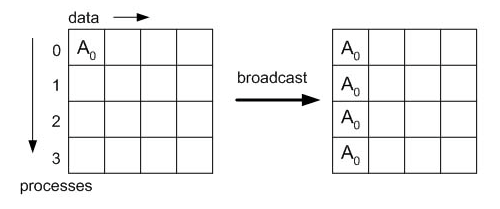 data
0 A₀
1
2
3
processes
broadcast
A₀
A₀
A₀
A₀